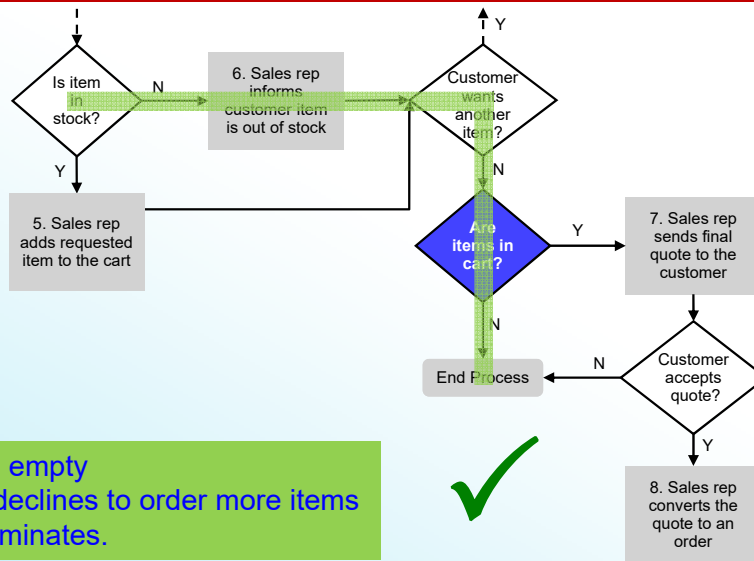 Y
Is item
in
stock?
N
6. Sales rep
informs
customer item
is out of stock
Customer
wants
another
item?
Y
N
5. Sales rep
adds requested
item to the cart
Are
items in
cart?
Y
7. Sales rep
sends final
quote to the
customer
N
End Process
N
Customer
accepts
quote?
Y
8. Sales rep
converts the
quote to an
order
empty
declines to order more items
minates.